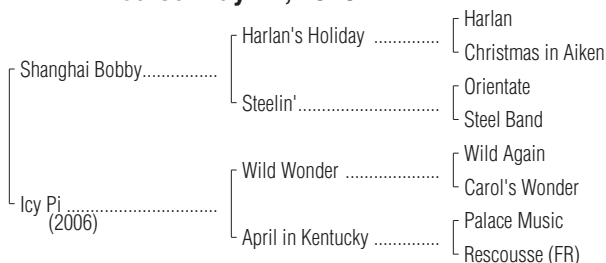 Harlan
Harlan's Holiday ..............
Christmas in Aiken
Shanghai Bobby................
Orientate
Steelin'..............................
Steel Band
Wild Again
Wild Wonder ....................
Carol's Wonder
Icy Pi ................................
(2006)
Palace Music
April in Kentucky ..............
Rescousse (FR)